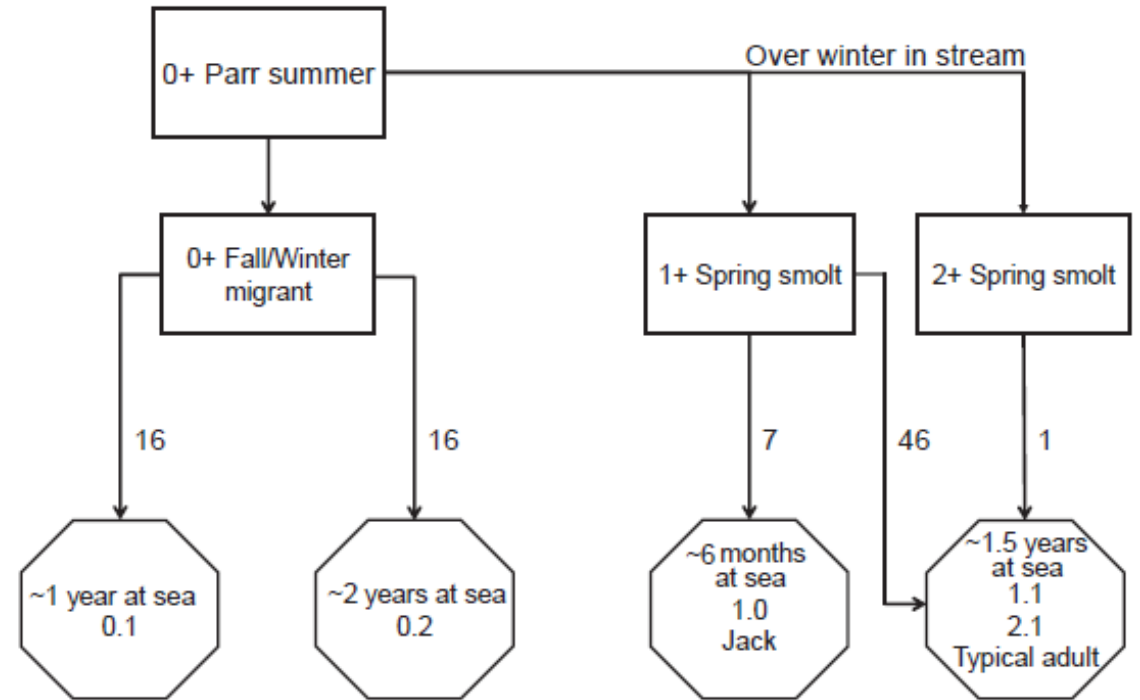 0+ Parr summer
Over winter in stream
0+ Fall/Winter
migrant
1+ Spring smolt
2+ Spring smolt
16
16
7
46
1
~1 year at sea
0.1
~2 years at sea
0.2
~6 months
at sea
1.0
Jack
~1.5 years
at sea
1.1
2.1
Typical adult